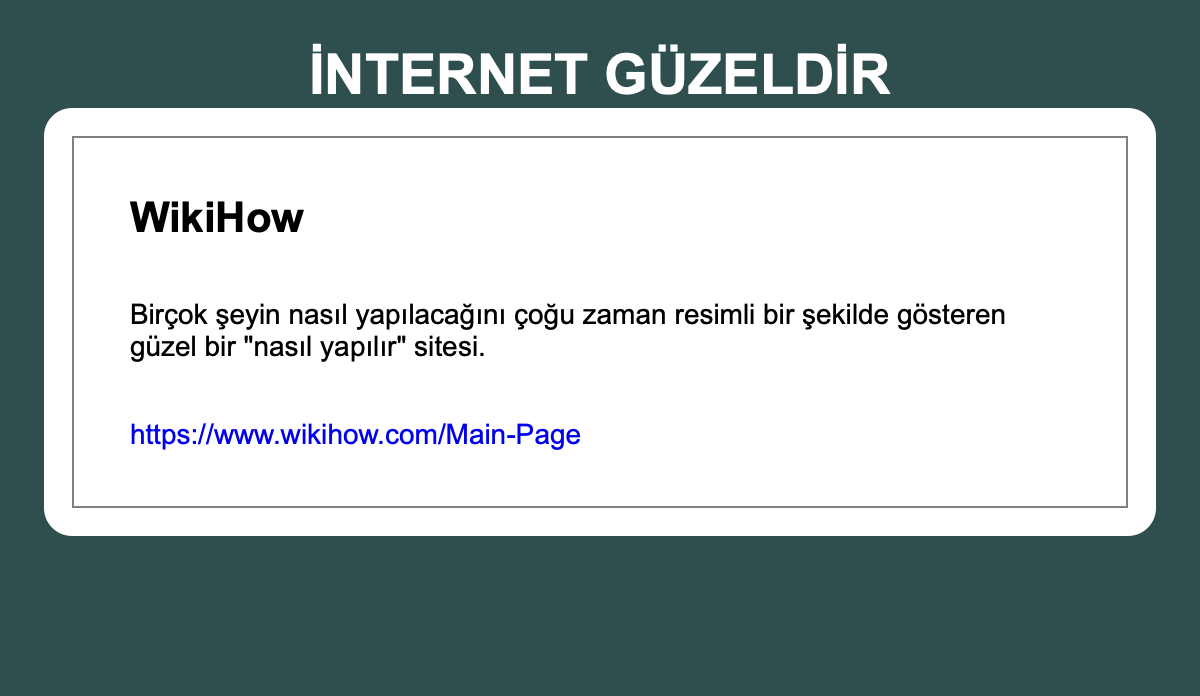 İNTERNET GÜZELDİR
WikiHow
Birçok şeyin nasıl yapılacağını çoğu zaman resimli bir şekilde gösteren
güzel bir "nasıl yapılır" sitesi.
https://www.wikihow.com/Main-Page